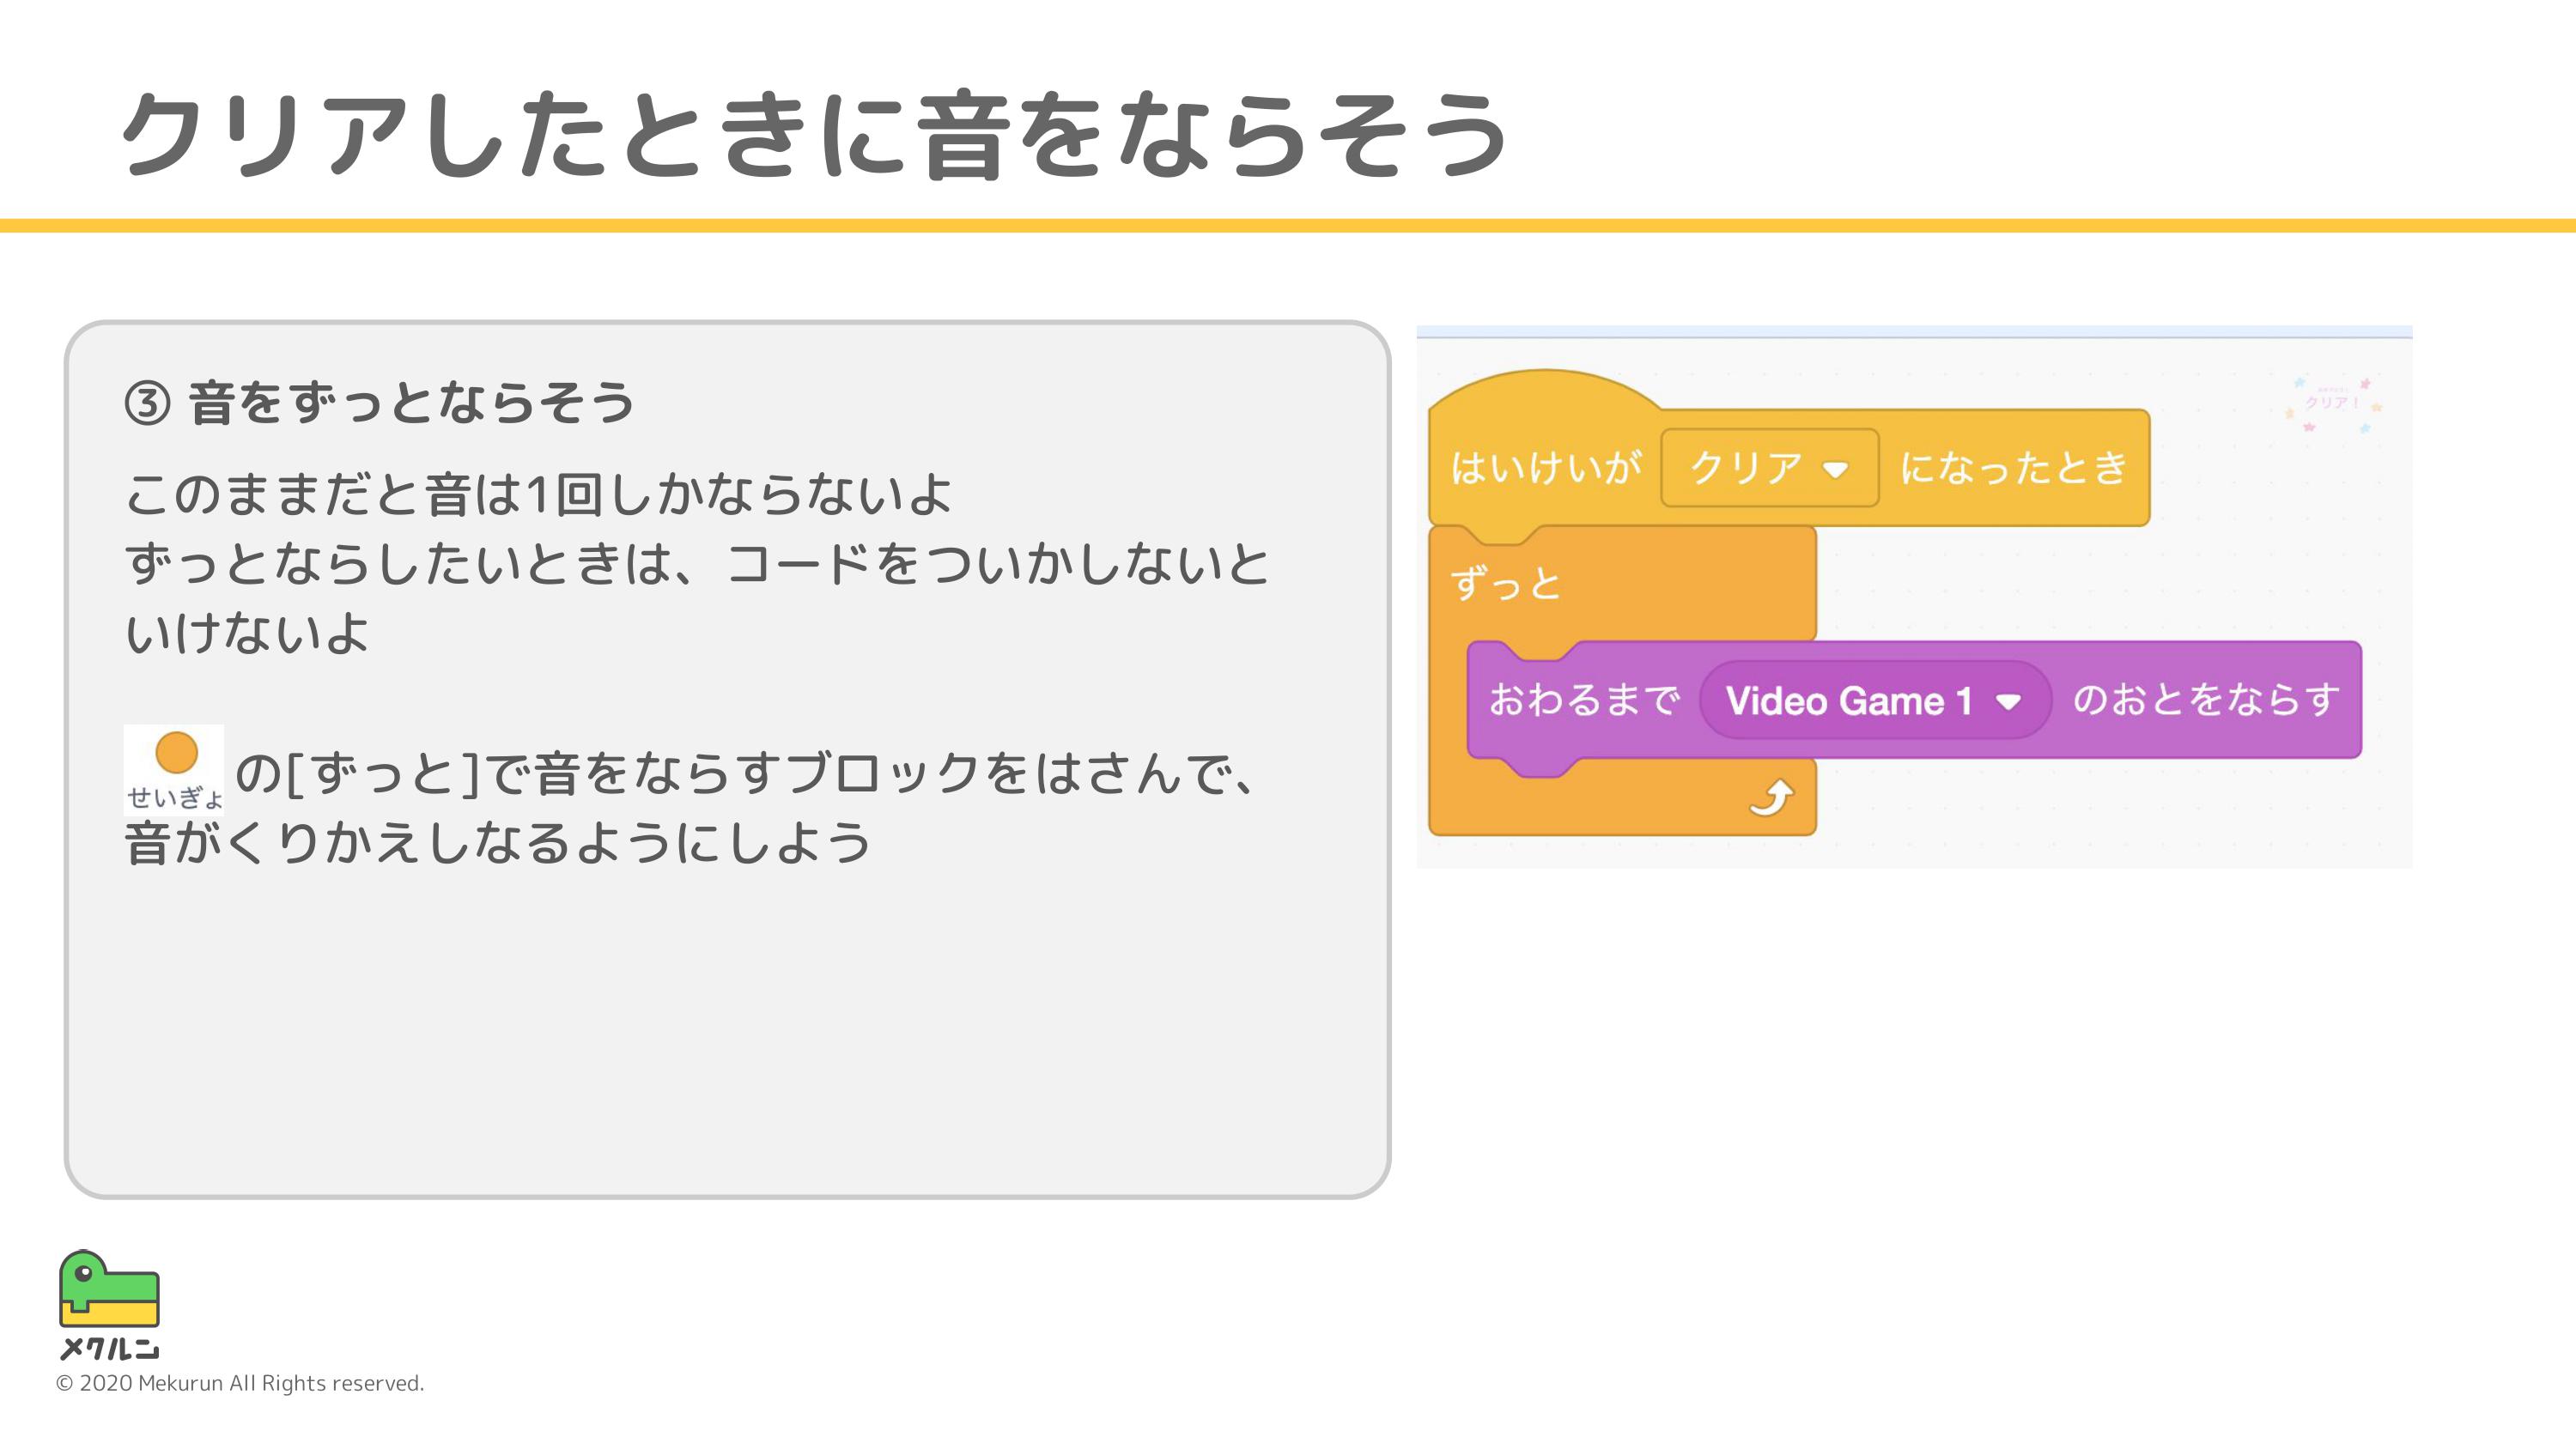 クリアしたときに音をならそう
③ 音をずっとならそう
このままだと音は1回しかならないよ
ずっとならしたいときは、コードをついかしないと
いけないよ
せいぎょ の[ずっと]で音をならすブロックをはさんで、
音がくりかえしなるようにしよう
クリア！
はいけいが クリア になったとき
ずっと
おわるまで Video Game 1 のおとをならす
メクルン
© 2020 Mekurun All Rights reserved.